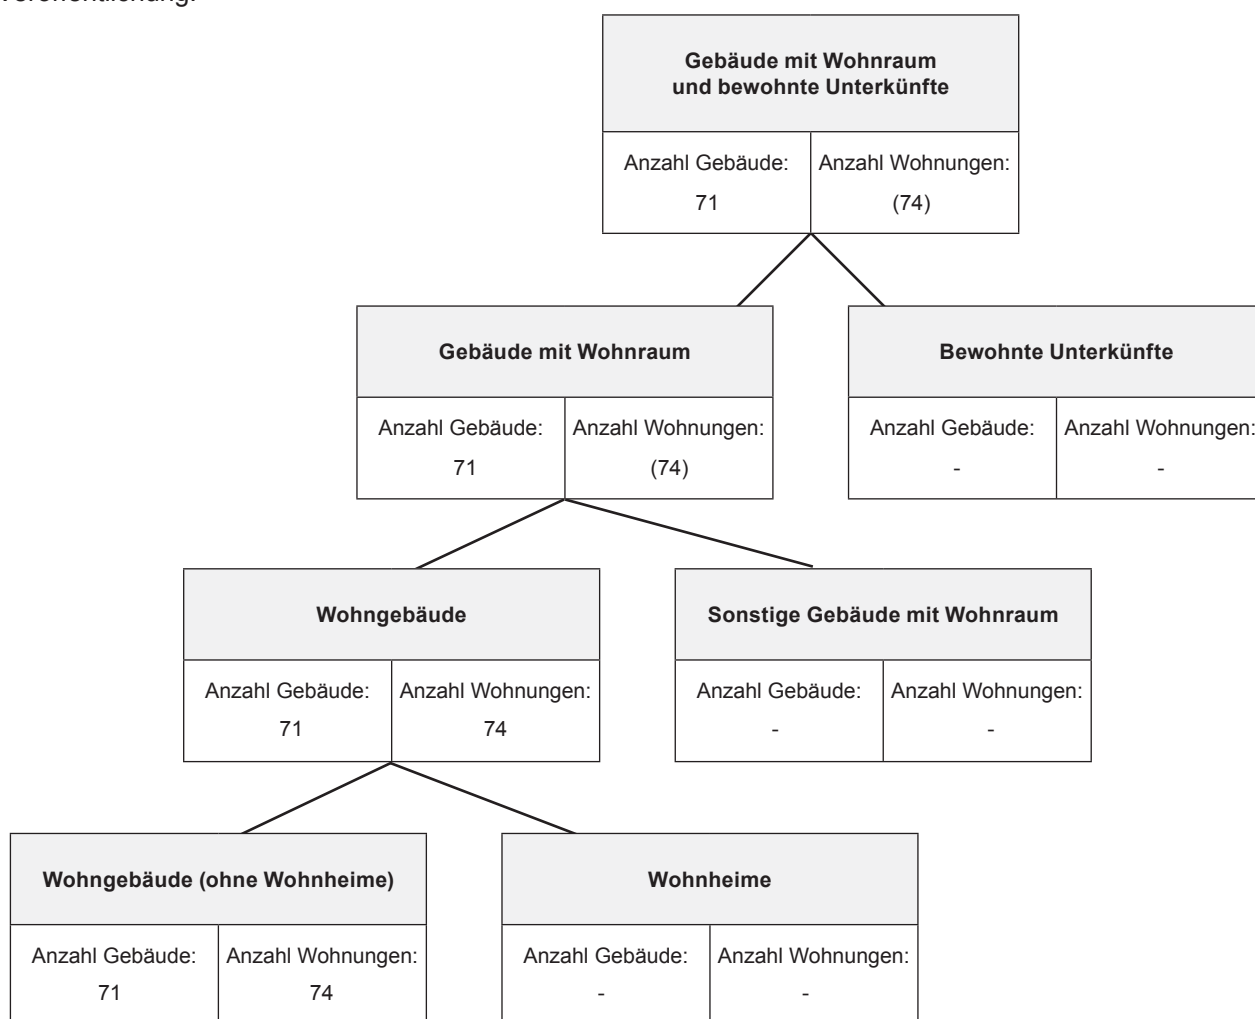 Veröffentlichung.
Gebäude mit Wohnraum
und bewohnte Unterkünfte
Anzahl Gebäude:
71
Anzahl Wohnungen:
(74)
Gebäude mit Wohnraum
Anzahl Gebäude:
71
Anzahl Wohnungen:
(74)
Bewohnte Unterkünfte
Anzahl Gebäude:
-
Anzahl Wohnungen:
-
Wohngebäude
Anzahl Gebäude:
71
Anzahl Wohnungen:
74
Sonstige Gebäude mit Wohnraum
Anzahl Gebäude:
-
Anzahl Wohnungen:
-
Wohngebäude (ohne Wohnheime)
Anzahl Gebäude:
71
Anzahl Wohnungen:
74
Wohnheime
Anzahl Gebäude:
-
Anzahl Wohnungen:
-